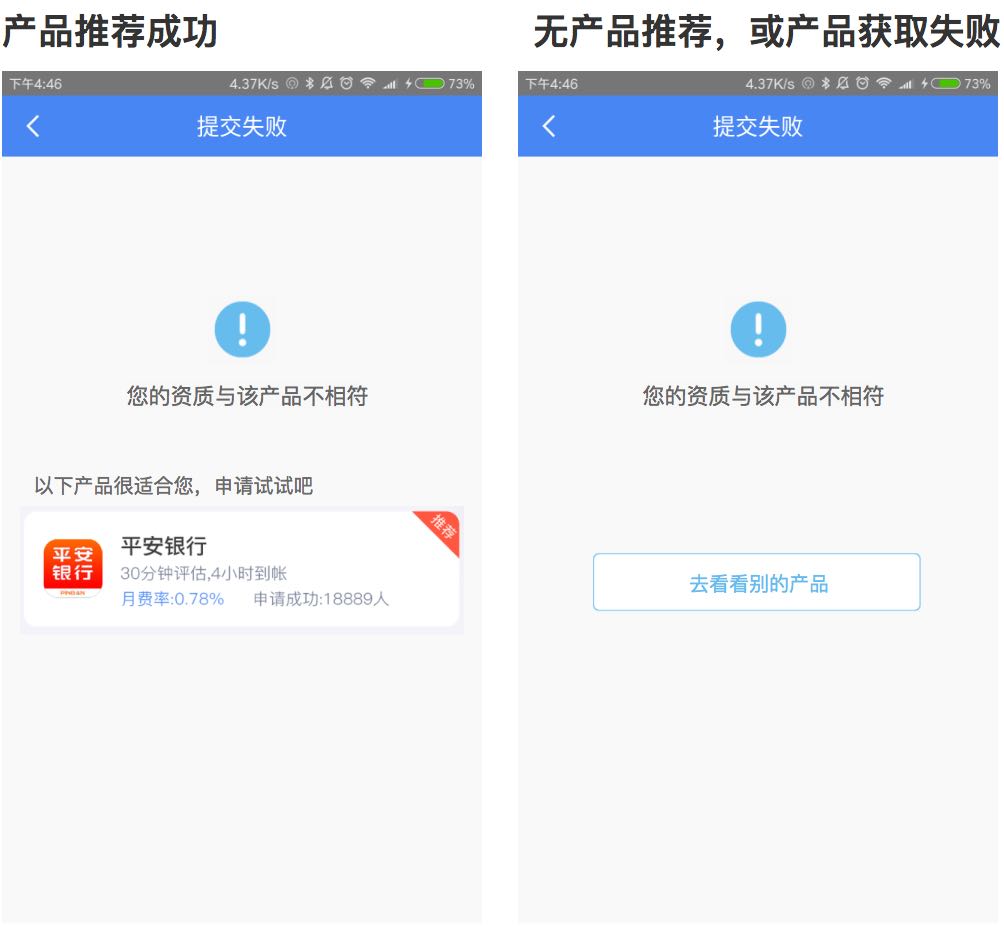 产品推荐成功
下午4:46
4.37K/s
73%
提交失败
!
您的资质与该产品不相符
以下产品很适合您，申请试试吧
推荐
平安
银行
PINGAN
平安银行
30分钟评估,4小时到帐
月费率:0.78% 申请成功:18889人
无产品推荐，或产品获取失败
下午4:46
4.37K/s
73%
提交失败
!
您的资质与该产品不相符
去看看别的产品